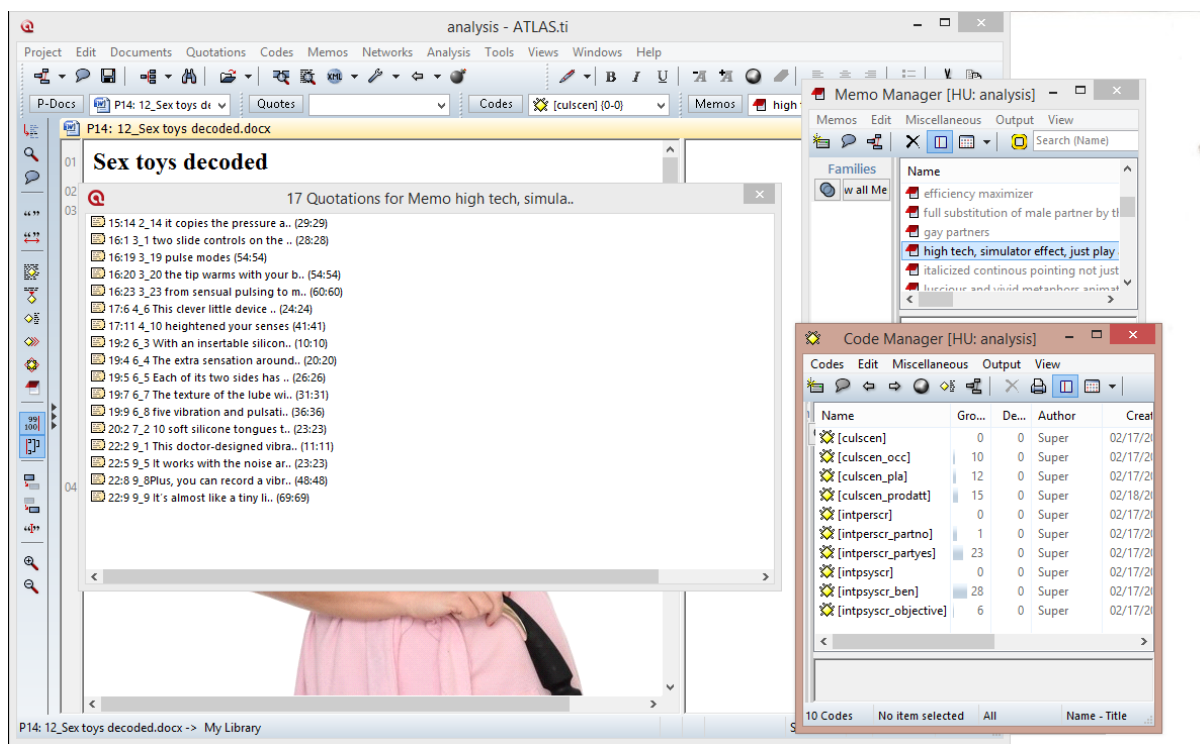 analysis - ATLAS.ti
Project Edit Documents Quotations Codes Memos Networks Analysis Tools Views Windows Help
B I U
P-Docs P14: 12_Sex toys de Quotes Codes [culscen] {0-0} Memos high
P14: 12_Sex toys decoded.docx
01 Sex toys decoded
02
03
04
17 Quotations for Memo high tech, simula..
15:14 2_14 it copies the pressure a.. (29:29)
16:1 3_1 two slide controls on the .. (28:28)
16:19 3_19 pulse modes (54:54)
16:20 3_20 the tip warms with your b.. (54:54)
16:23 3_23 from sensual pulsing to m.. (60:60)
17:6 4_6 This clever little device .. (24:24)
17:11 4_10 heightened your senses (41:41)
19:2 6_3 With an insertable silicon.. (10:10)
19:4 6_4 The extra sensation around.. (20:20)
19:5 6_5 Each of its two sides has .. (26:26)
19:7 6_7 The texture of the lube wi.. (31:31)
19:9 6_8 five vibration and pulsati.. (36:36)
20:2 7_2 10 soft silicone tongues t.. (23:23)
22:2 9_1 This doctor-designed vibra.. (11:11)
22:5 9_5 It works with the noise ar.. (23:23)
22:8 9_8Plus, you can record a vibr.. (48:48)
22:9 9_9 It's almost like a tiny li.. (69:69)
P14: 12_Sex toys decoded.docx -> My Library
Memo Manager [HU: analysis]
Memos Edit Miscellaneous Output View
Search (Name)
Families
w all Me
Name
efficiency maximizer
full substitution of male partner by th
gay partners
high tech, simulator effect, just play
italicized continous pointing not just
luscious and vivid metaphors animat
Code Manager [HU: analysis]
Codes Edit Miscellaneous Output View
Name Gro... De... Author Creat
[culscen] 0 0 Super 02/17/20
[culscen_occ] 10 0 Super 02/17/20
[culscen_pla] 12 0 Super 02/17/20
[culscen_prodatt] 15 0 Super 02/18/20
[intperscr] 0 0 Super 02/17/20
[intperscr_partno] 1 0 Super 02/17/20
[intperscr_partyes] 23 0 Super 02/17/20
[intpsyscr] 0 0 Super 02/17/20
[intpsyscr_ben] 28 0 Super 02/17/20
[intpsyscr_objective] 6 0 Super 02/17/20
10 Codes No item selected All Name - Title